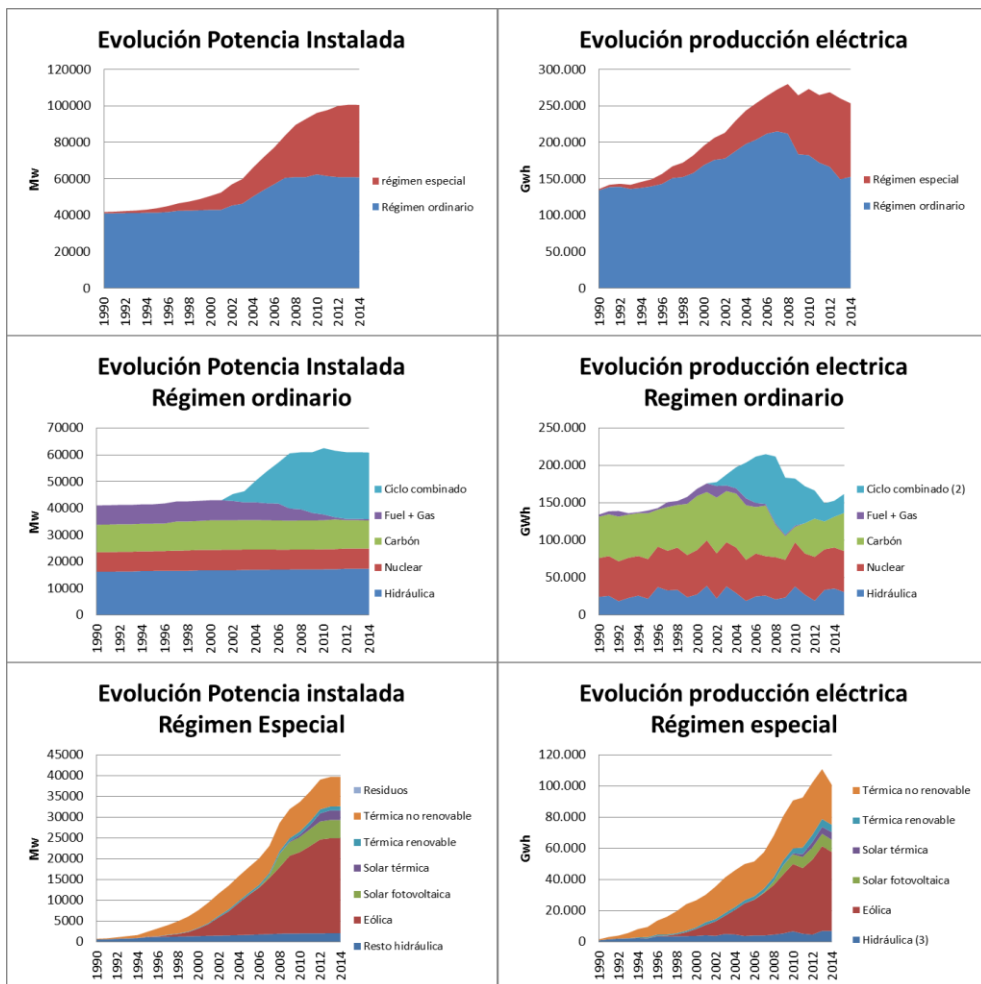 Evolución Potencia Instalada
120000
100000
80000
60000
40000
20000
0
Mw
1990
1992
1994
1996
1998
2000
2002
2004
2006
2008
2010
2012
2014
régimen especial
Régimen ordinario
Evolución producción eléctrica
300.000
250.000
200.000
150.000
100.000
50.000
0
Gwh
1990
1992
1994
1996
1998
2000
2002
2004
2006
2008
2010
2012
2014
Régimen especial
Régimen ordinario
Evolución Potencia Instalada
Régimen ordinario
70000
60000
50000
40000
30000
20000
10000
0
Mw
1990
1992
1994
1996
1998
2000
2002
2004
2006
2008
2010
2012
2014
Ciclo combinado
Fuel + Gas
Carbón
Nuclear
Hidráulica
Evolución producción electrica
Regimen ordinario
250.000
200.000
150.000
100.000
50.000
0
GWh
1990
1992
1994
1996
1998
2000
2002
2004
2006
2008
2010
2012
2014
Ciclo combinado (2)
Fuel + Gas
Carbón
Nuclear
Hidráulica
Evolución Potencia instalada
Régimen Especial
45000
40000
35000
30000
25000
20000
15000
10000
5000
0
Mw
1990
1992
1994
1996
1998
2000
2002
2004
2006
2008
2010
2012
2014
Residuos
Térmica no renovable
Térmica renovable
Solar térmica
Solar fotovoltaica
Eólica
Resto hidráulica
Evolución producción eléctrica
Régimen especial
120.000
100.000
80.000
60.000
40.000
20.000
0
Gwh
1990
1992
1994
1996
1998
2000
2002
2004
2006
2008
2010
2012
2014
Térmica no renovable
Térmica renovable
Solar térmica
Solar fotovoltaica
Eólica
Hidráulica (3)